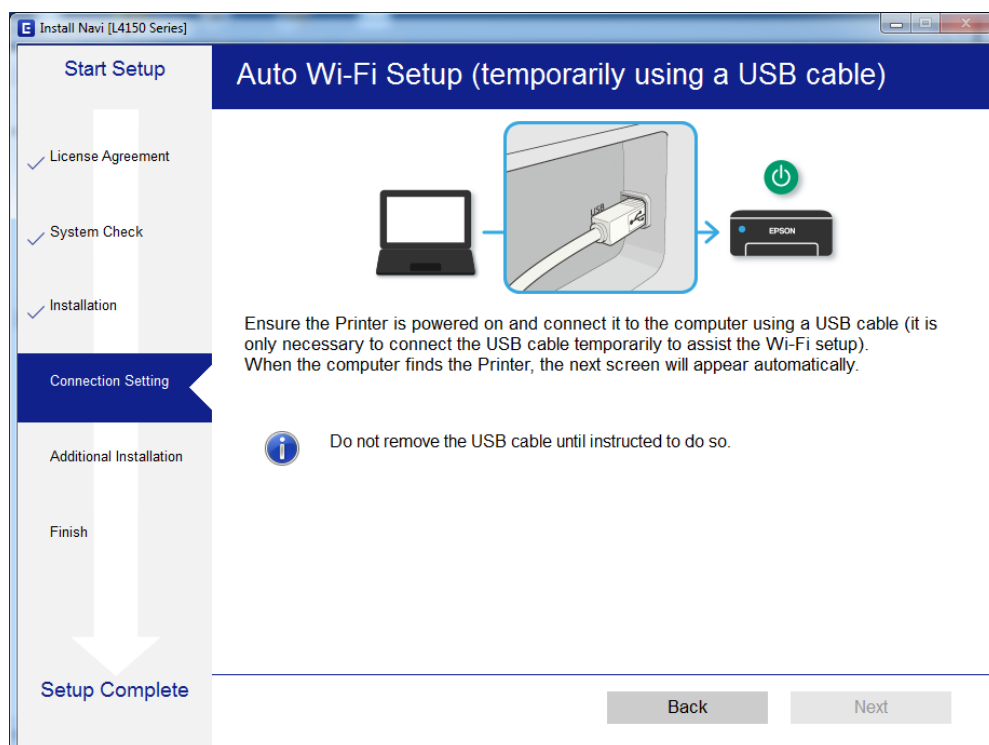 Install Navi [L4150 Series]
Start Setup
License Agreement
System Check
Installation
Connection Setting
Additional Installation
Finish
Setup Complete
Auto Wi-Fi Setup (temporarily using a USB cable)
USB
EPSON
Ensure the Printer is powered on and connect it to the computer using a USB cable (it is
only necessary to connect the USB cable temporarily to assist the Wi-Fi setup).
When the computer finds the Printer, the next screen will appear automatically.
Do not remove the USB cable until instructed to do so.
Back
Next